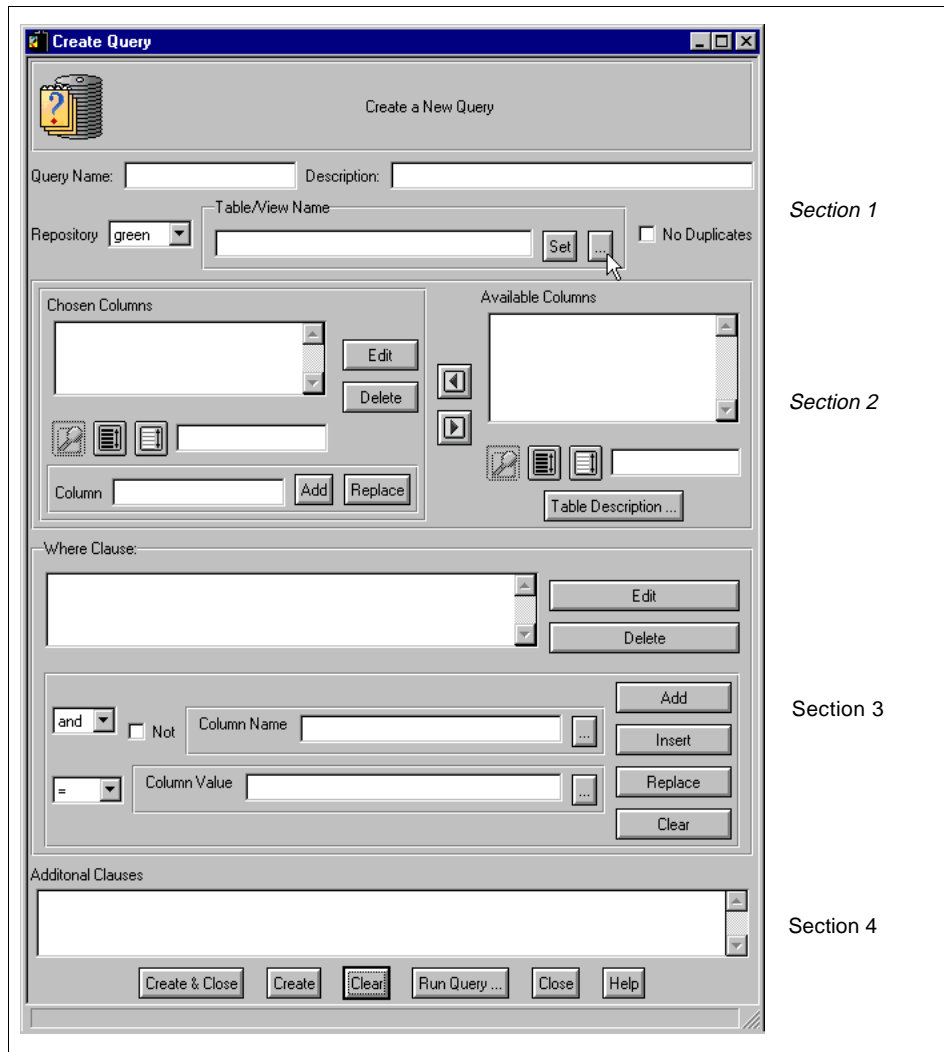 Create Query
Create a New Query
Query Name:
Description:
Section 1
Table/View Name
Repository green
Set ...
No Duplicates
Chosen Columns
Available Columns
Edit
Delete
Section 2
Column
Add Replace
Table Description ...
Where Clause:
Edit
Delete
and
Not
Column Name
...
Add
Insert
Section 3
=
Column Value
...
Replace
Clear
Additonal Clauses
Section 4
Create & Close Create Clear Run Query ... Close Help